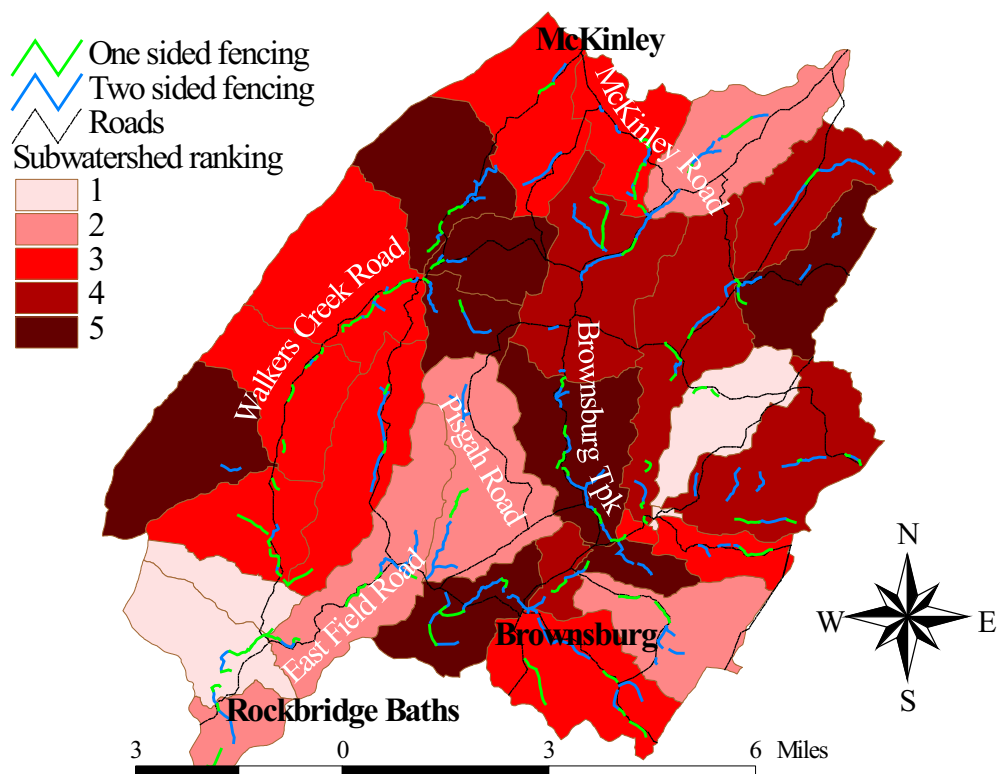 One sided fencing
Two sided fencing
Roads
Subwatershed ranking
1
2
3
4
5
McKinley
McKinley Road
Walkers Creek Road
Brownsburg Tpk
Pisgah Road
East Field Road
Brownsburg
Rockbridge Baths
N
W
E
S
3
0
3
6
Miles